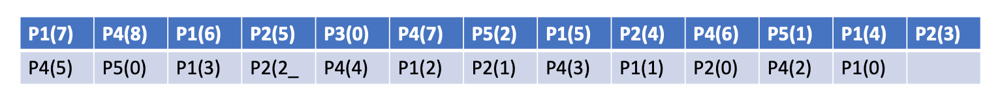 P1(7) P4(8) P1(6) P2(5) P3(0) P4(7) P5(2) P1(5) P2(4) P4(6) P5(1) P1(4) P2(3)
P4(5) P5(0) P1(3) P2(2_ P4(4) P1(2) P2(1) P4(3) P1(1) P2(0) P4(2) P1(0)